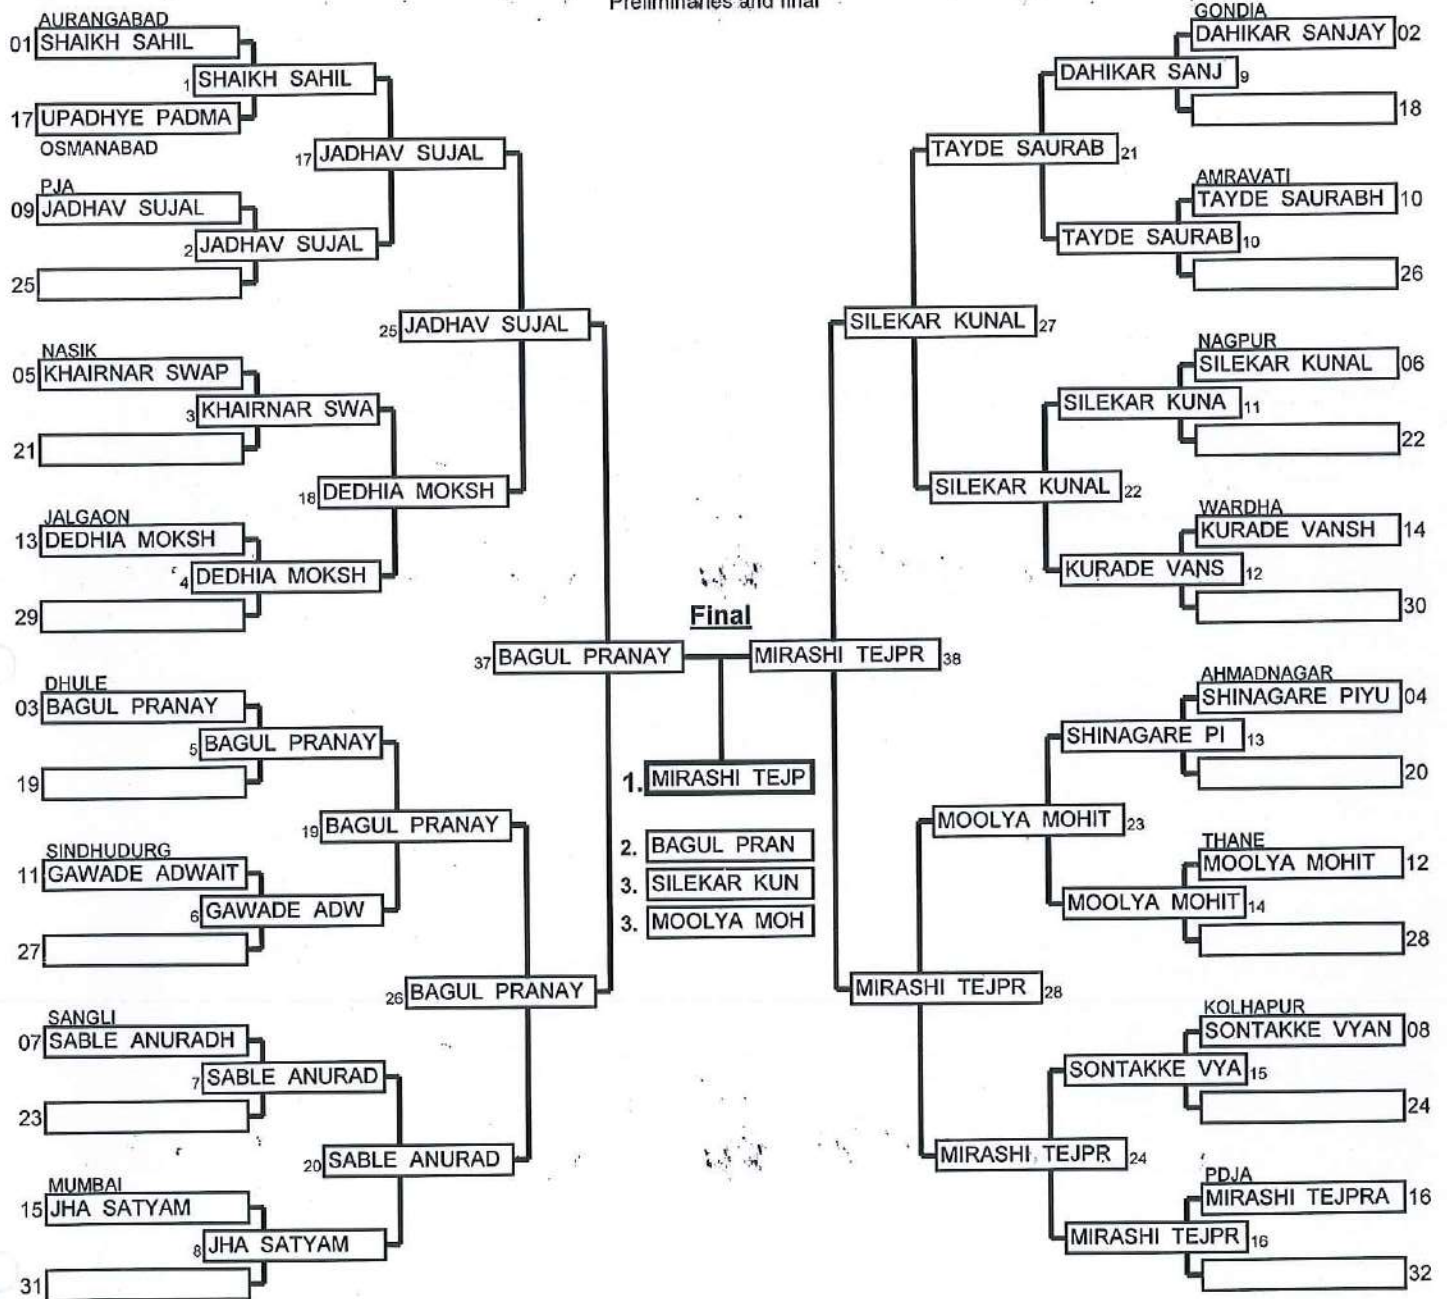 Preliminaries and final
AURANGABAD
01 SHAIKH SAHIL
1 SHAIKH SAHIL
17 UPADHYE PADMA
OSMANABAD
17 JADHAV SUJAL
PJA
09 JADHAV SUJAL
2 JADHAV SUJAL
25
25 JADHAV SUJAL
NASIK
05 KHAIRNAR SWAP
3 KHAIRNAR SWA
21
18 DEDHIA MOKSH
JALGAON
13 DEDHIA MOKSH
4 DEDHIA MOKSH
29
37 BAGUL PRANAY
DHULE
03 BAGUL PRANAY
5 BAGUL PRANAY
19
19 BAGUL PRANAY
SINDHUDURG
11 GAWADE ADWAIT
6 GAWADE ADW
27
26 BAGUL PRANAY
SANGLI
07 SABLE ANURADH
7 SABLE ANURAD
23
20 SABLE ANURAD
MUMBAI
15 JHA SATYAM
8 JHA SATYAM
31
Final
1. MIRASHI TEJP
2. BAGUL PRAN
3. SILEKAR KUN
3. MOOLYA MOH
GONDIA
DAHIKAR SANJAY 02
DAHIKAR SANJ 9
18
TAYDE SAURAB 21
AMRAVATI
TAYDE SAURABH 10
TAYDE SAURAB 10
26
SILEKAR KUNAL 27
NAGPUR
SILEKAR KUNAL 06
SILEKAR KUNA 11
22
SILEKAR KUNAL 22
WARDHA
KURADE VANSH 14
KURADE VANS 12
30
MIRASHI TEJPR 38
AHMADNAGAR
SHINAGARE PIYU 04
SHINAGARE PI 13
20
MOOLYA MOHIT 23
THANE
MOOLYA MOHIT 12
MOOLYA MOHIT 14
28
MIRASHI TEJPR 28
KOLHAPUR
SONTAKKE VYAN 08
SONTAKKE VYA 15
24
MIRASHI TEJPR 24
PDJA
MIRASHI TEJPRA 16
MIRASHI TEJPR 16
32